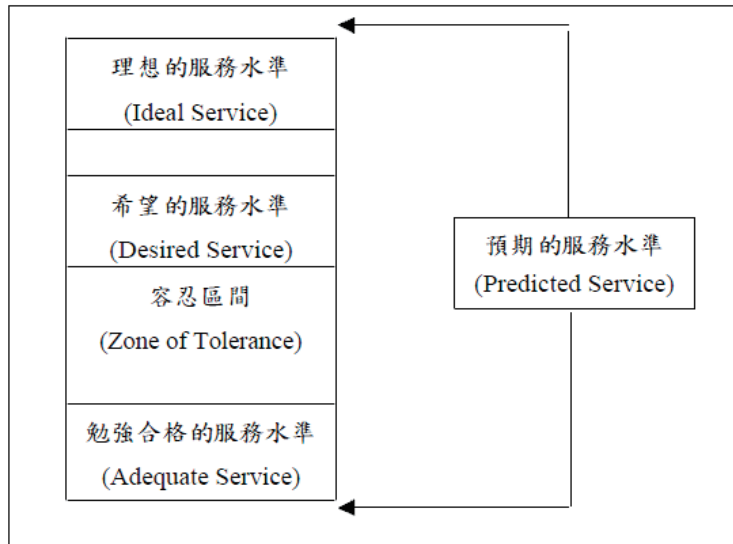 理想的服務水準
(Ideal Service)
希望的服務水準
(Desired Service)
容忍區間
(Zone of Tolerance)
勉強合格的服務水準
(Adequate Service)
預期的服務水準
(Predicted Service)